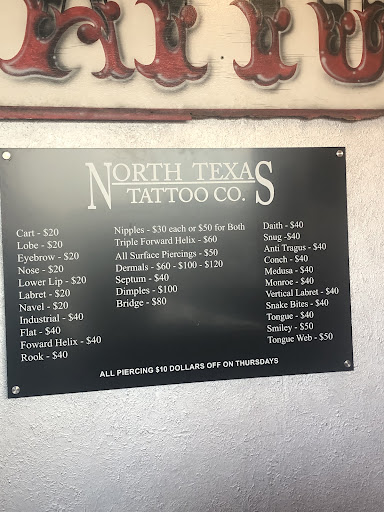 NORTH TEXAS
TATTOO CO.
Cart - $20
Lobe - $20
Eyebrow - $20
Nose - $20
Lower Lip - $20
Labret - $20
Navel - $20
Industrial - $40
Flat - $40
Foward Helix - $40
Rook - $40
Nipples - $30 each or $50 for Both
Triple Forward Helix - $60
All Surface Piercings - $50
Dermals - $60 - $100 - $120
Septum - $40
Dimples - $100
Bridge - $80
Daith - $40
Snug -$40
Anti Tragus - $40
Conch - $40
Medusa - $40
Monroe - $40
Vertical Labret - $40
Snake Bites - $40
Tongue - $40
Smiley - $50
Tongue Web - $50
ALL PIERCING $10 DOLLARS OFF ON THURSDAYS